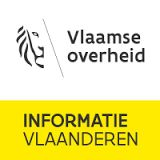 Vlaamse
overheid
INFORMATIE
VLAANDEREN